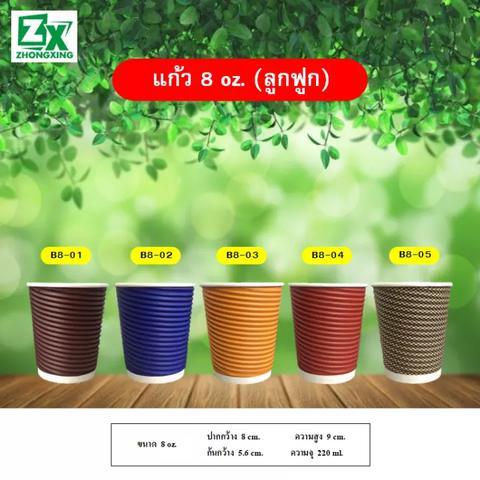 ZX
ZHONGXING
แก้ว 8 oz. (ลูกฟูก)
B8-01 B8-02 B8-03 B8-04 B8-05
ขนาด 8 oz. ปากกว้าง 8 cm. ความสูง 9 cm.
ก้นกว้าง 5.6 cm. ความจุ 220 ml.